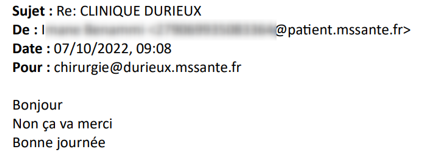 Sujet : Re: CLINIQUE DURIEUX
De : @patient.mssante.fr>
Date : 07/10/2022, 09:08
Pour : chirurgie@durieux.mssante.fr
Bonjour
Non ça va merci
Bonne journée